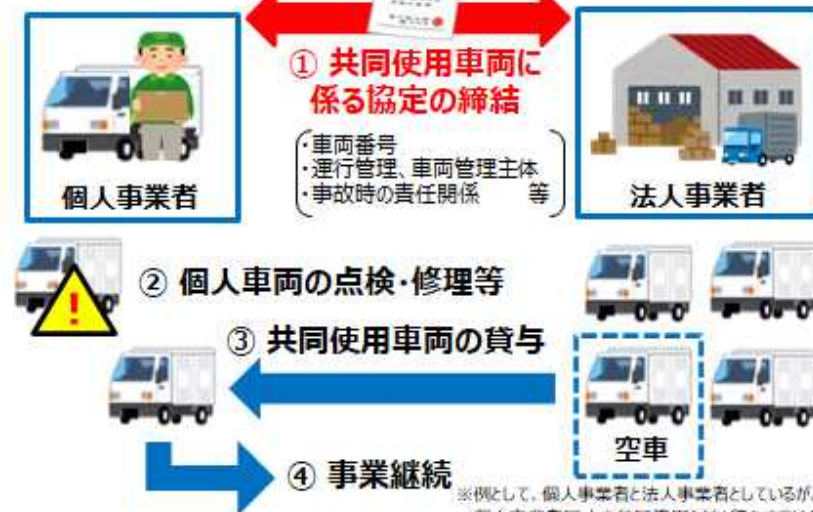 ① 共同使用車両に
係る協定の締結
・車両番号
・運行管理、車両管理主体
・事故時の責任関係 等
個人事業者
法人事業者
② 個人車両の点検・修理等
③ 共同使用車両の貸与
空車
④ 事業継続
※例として、個人事業者と法人事業者としているが、